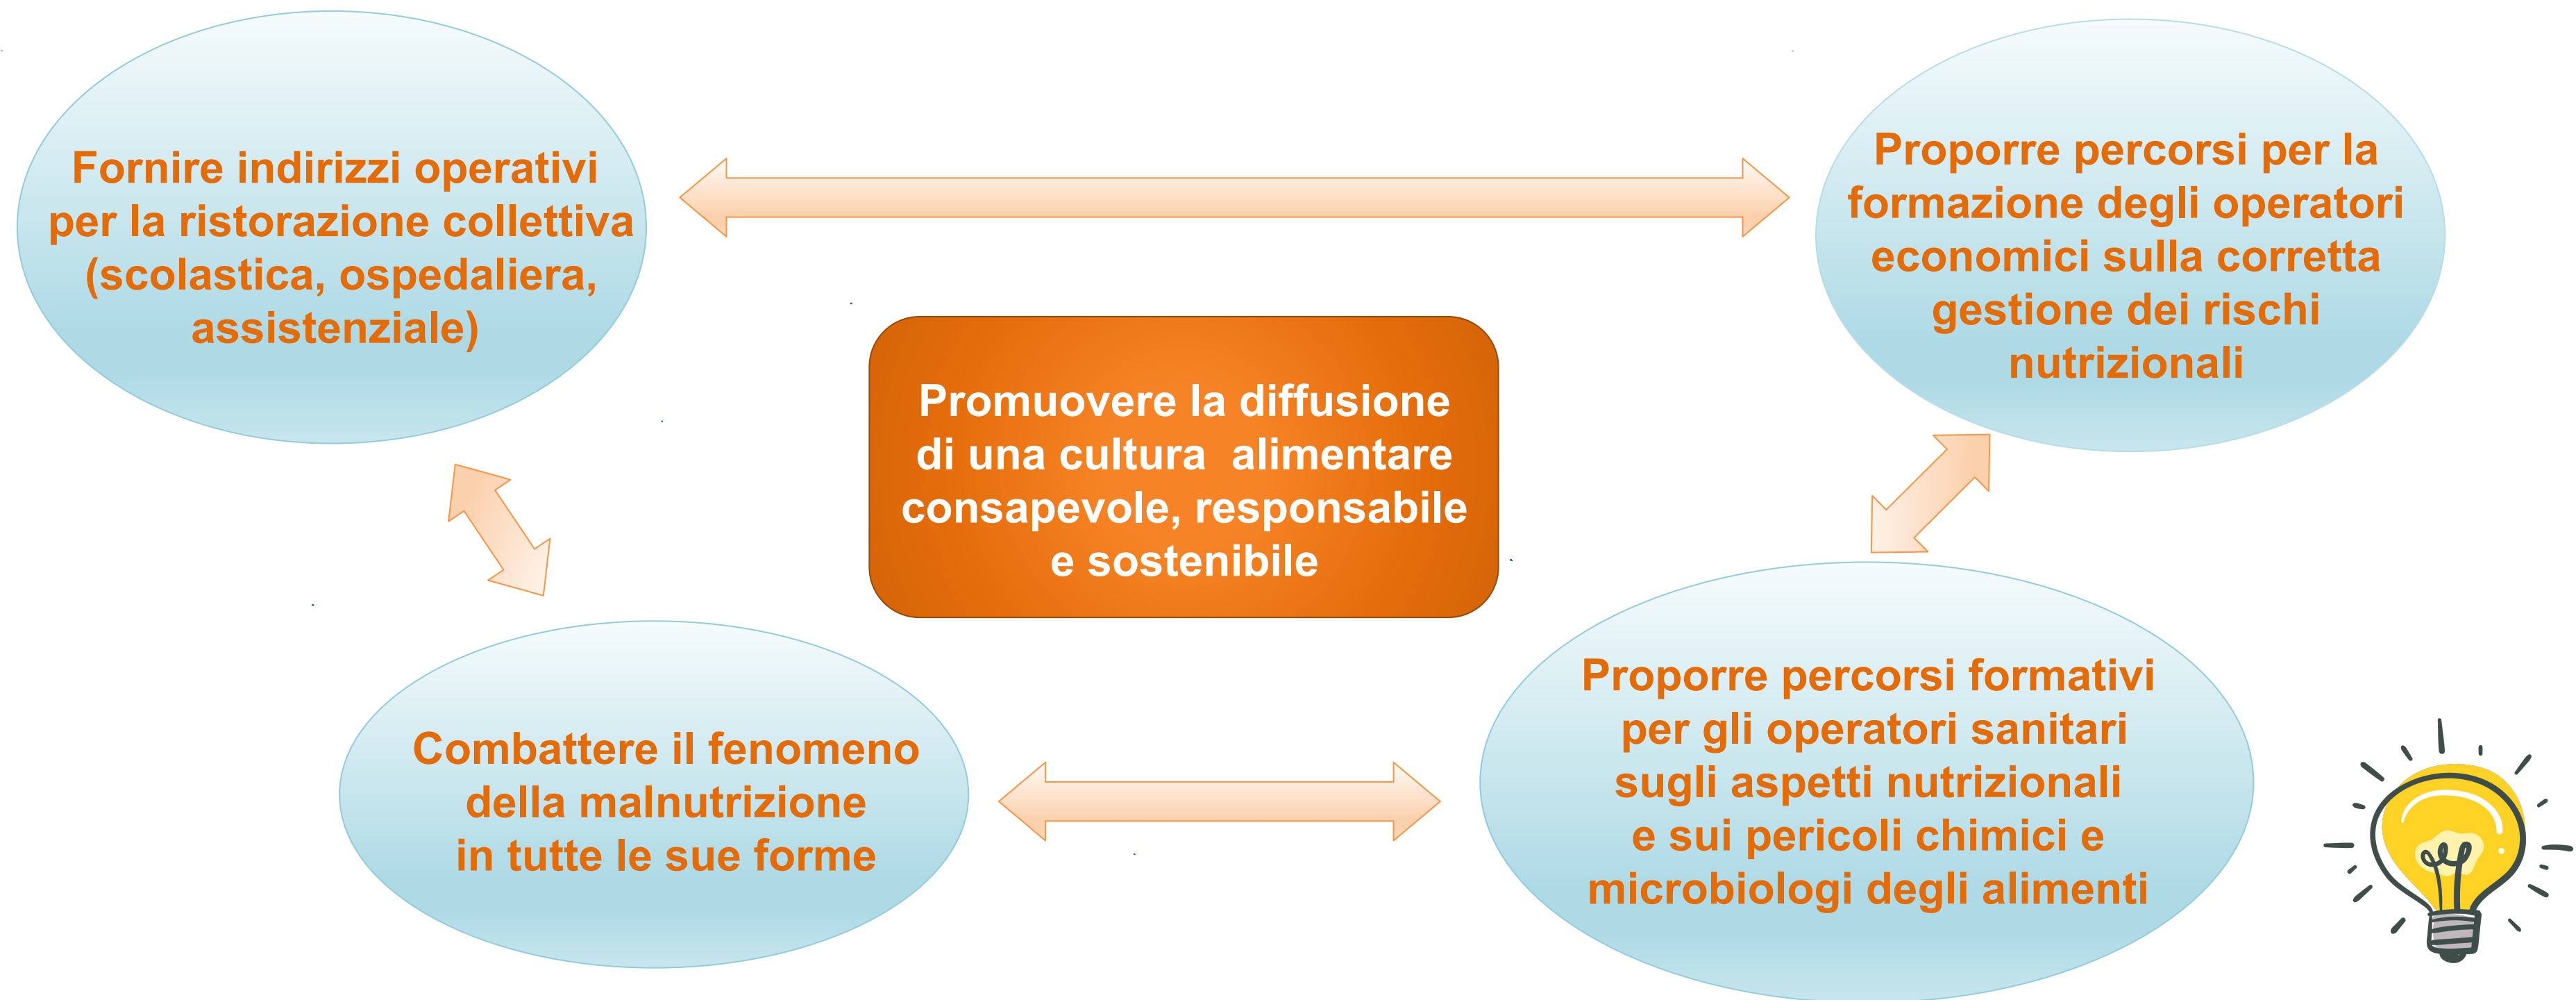 Fornire indirizzi operativi
per la ristorazione collettiva
(scolastica, ospedaliera,
assistenziale)
Proporre percorsi per la
formazione degli operatori
economici sulla corretta
gestione dei rischi
nutrizionali
Promuovere la diffusione
di una cultura alimentare
consapevole, responsabile
e sostenibile
Combattere il fenomeno
della malnutrizione
in tutte le sue forme
Proporre percorsi formativi
per gli operatori sanitari
sugli aspetti nutrizionali
e sui pericoli chimici e
microbiologi degli alimenti